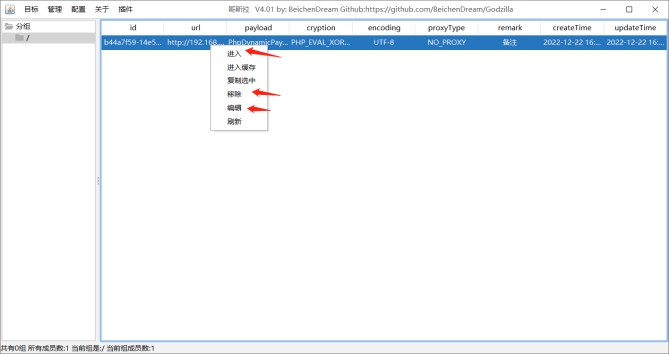 哥斯拉 V4.01 by: BeichenDream Github:https://github.com/BeichenDream/Godzilla
目标 管理 配置 关于 插件
分组
/
id url payload cryption encoding proxyType remark createTime updateTime
b44a7f59-14e5... http://192.168.... PhpDynamicPay... PHP_EVAL_XOR... UTF-8 NO_PROXY 备注 2022-12-22 16:... 2022-12-22 16:...
进入
进入缓存
复制选中
移除
编辑
刷新
共有0组 所有成员数:1 当前组是:/ 当前组成员数:1